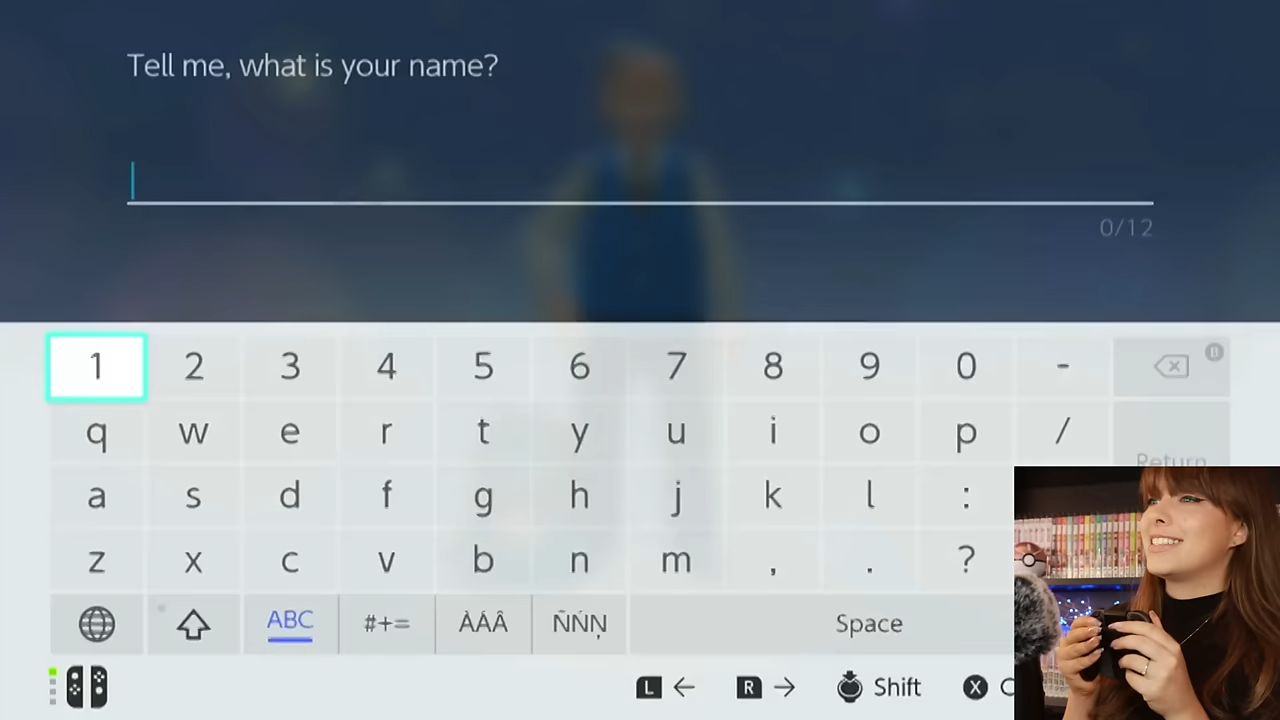 Tell me, what is your name?
0/12
1 2 3 4 5 6 7 8 9 0 - B
q w e r t y u i o p /
Return
a s d f g h j k l :
z x c v b n m , . ?
ABC #+= ÀÁÂ ÑŃŅ Space
L ← R → Shift X